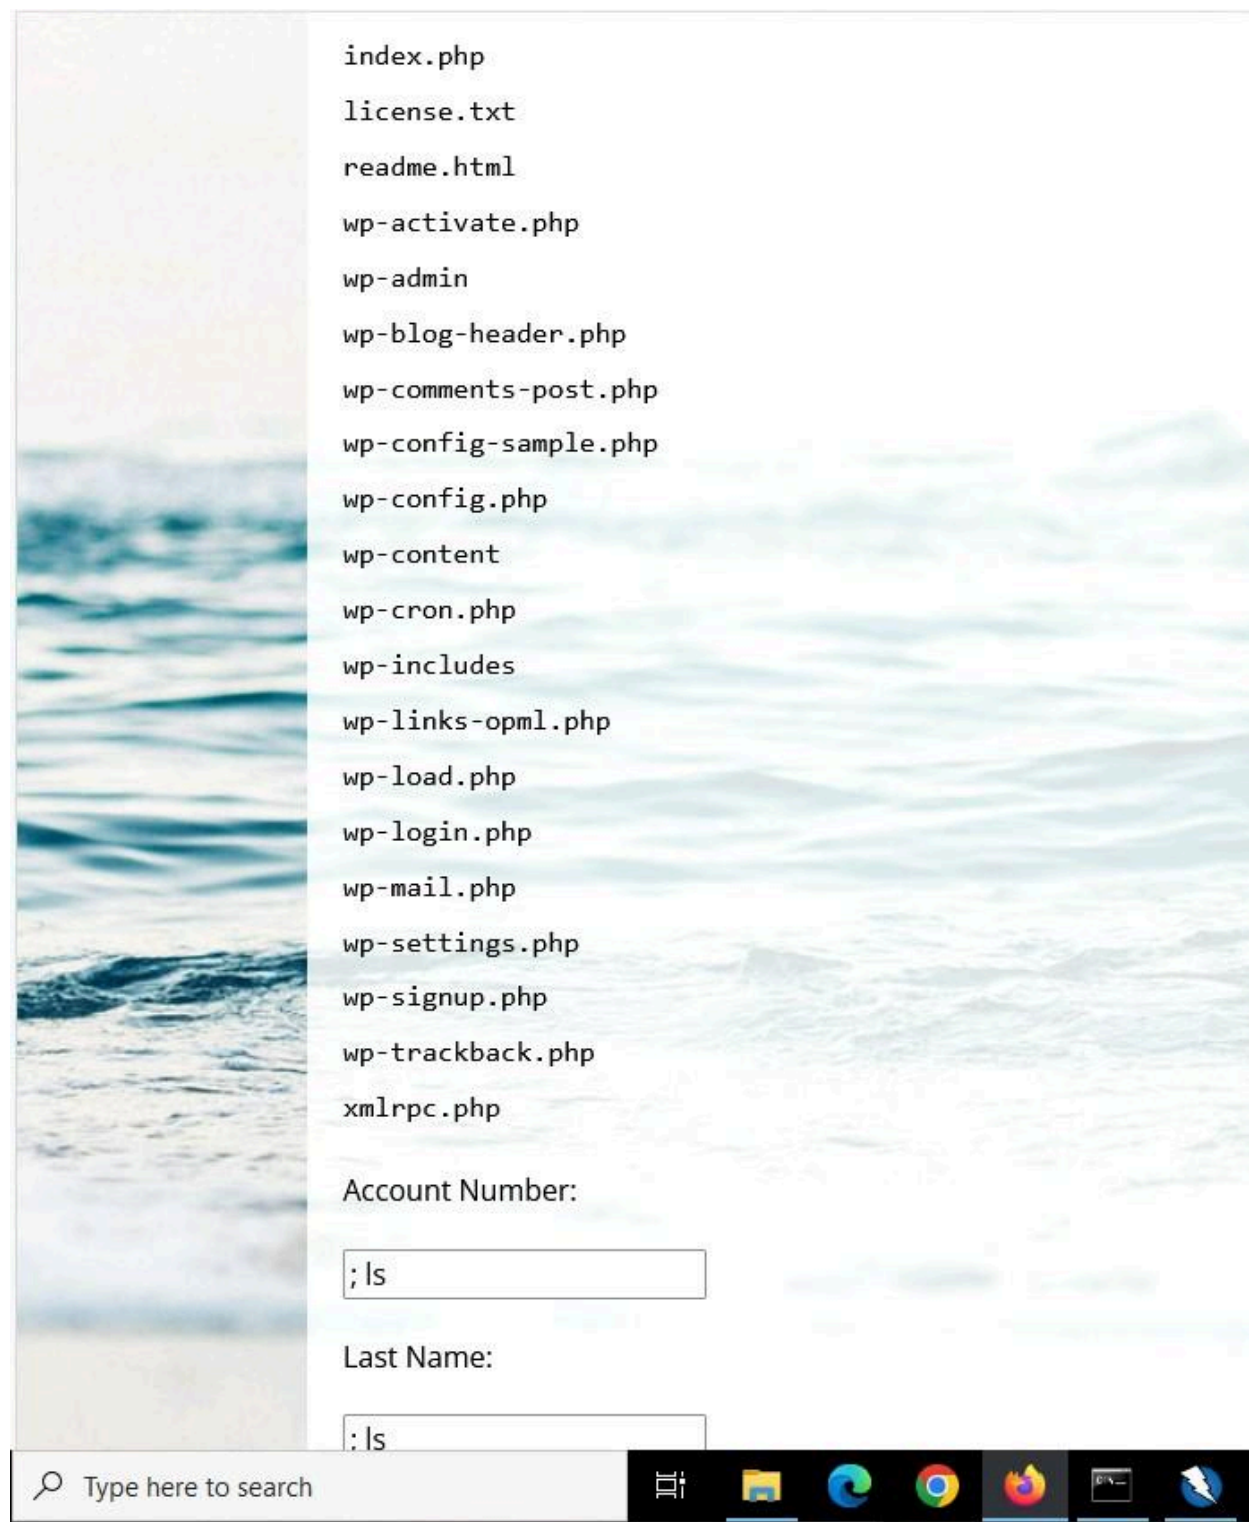 index.php
license.txt
readme.html
wp-activate.php
wp-admin
wp-blog-header.php
wp-comments-post.php
wp-config-sample.php
wp-config.php
wp-content
wp-cron.php
wp-includes
wp-links-opml.php
wp-load.php
wp-login.php
wp-mail.php
wp-settings.php
wp-signup.php
wp-trackback.php
xmlrpc.php
Account Number:
; ls
Last Name:
; ls
Type here to search